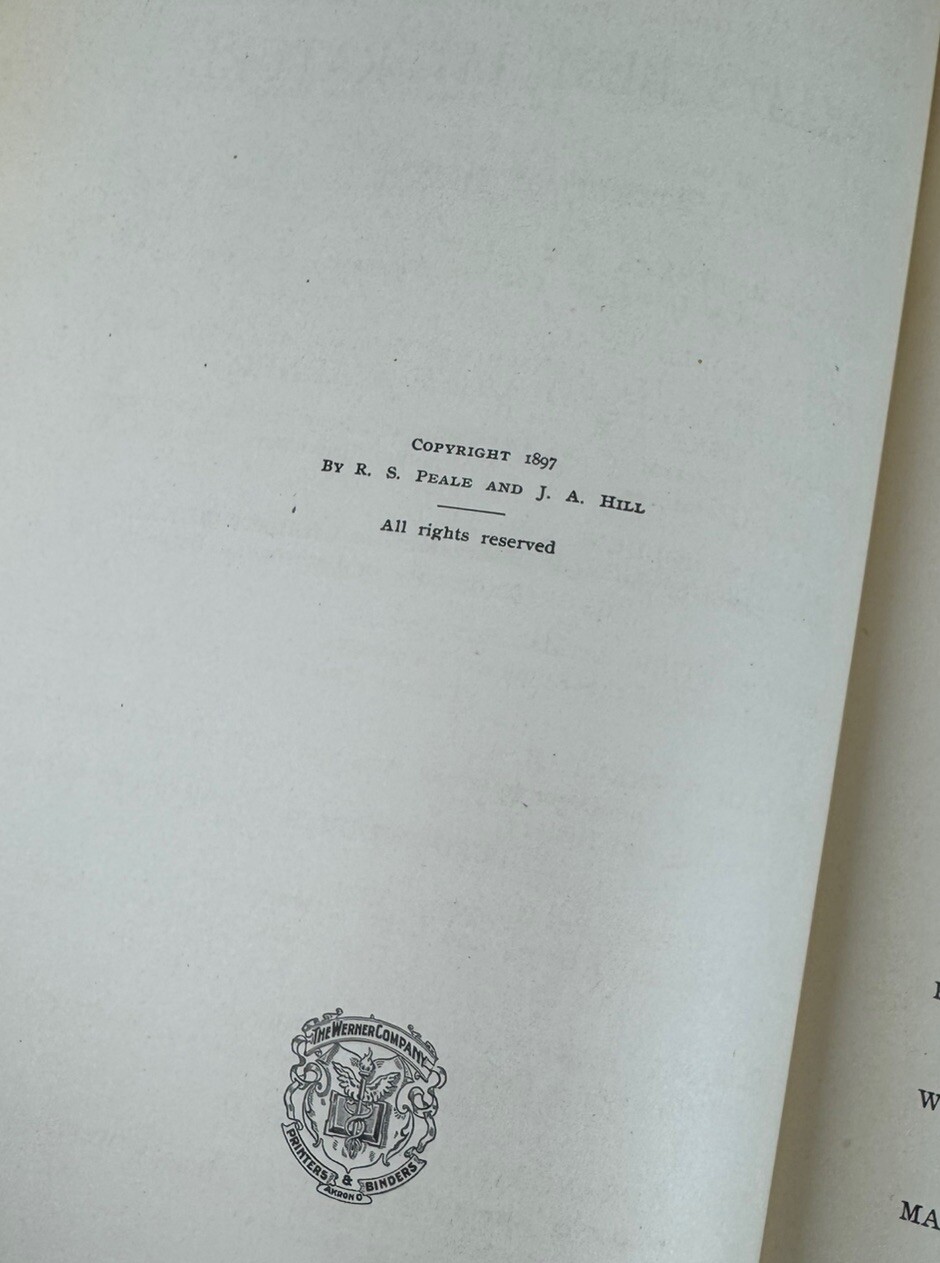 COPYRIGHT 1897
BY R. S. PEALE AND J. A. HILL
All rights reserved
THE WERNER COMPANY
PRINTERS & BINDERS
AKRON O
W
MA